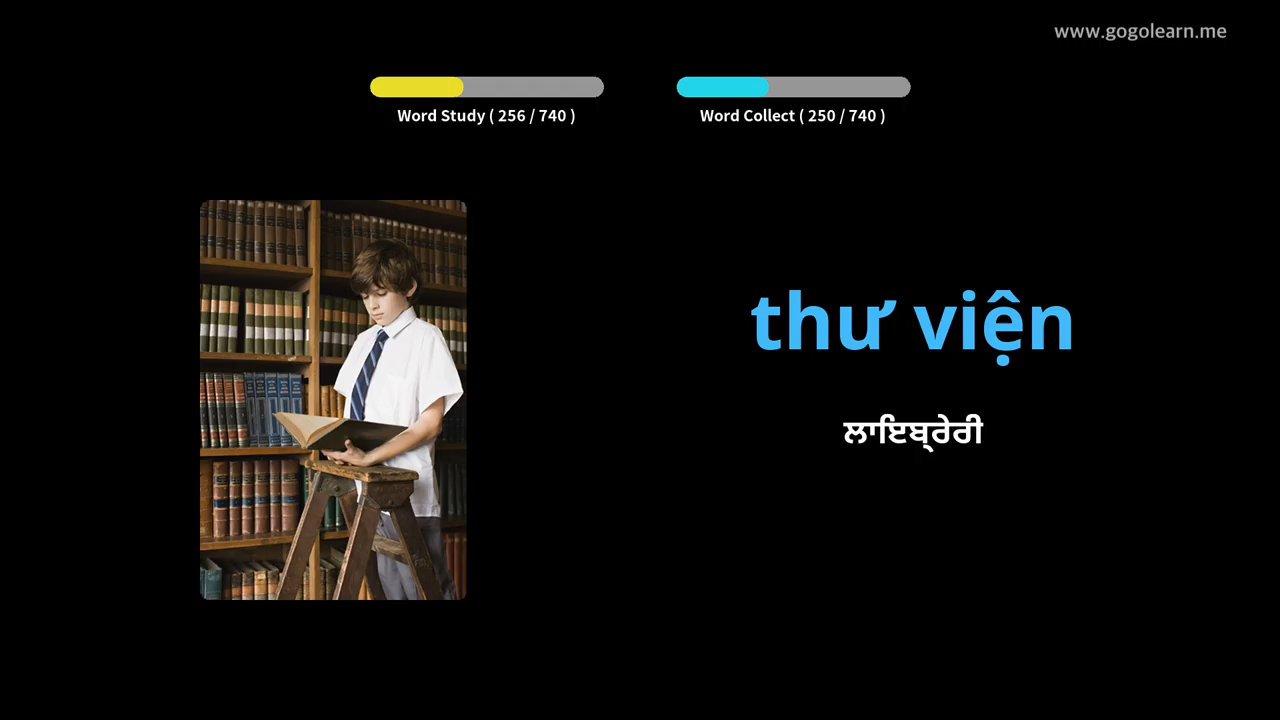 www.gogolearn.me
Word Study ( 256 / 740 )
Word Collect ( 250 / 740 )
thư viện
ਲਾਇਬ੍ਰੇਰੀ